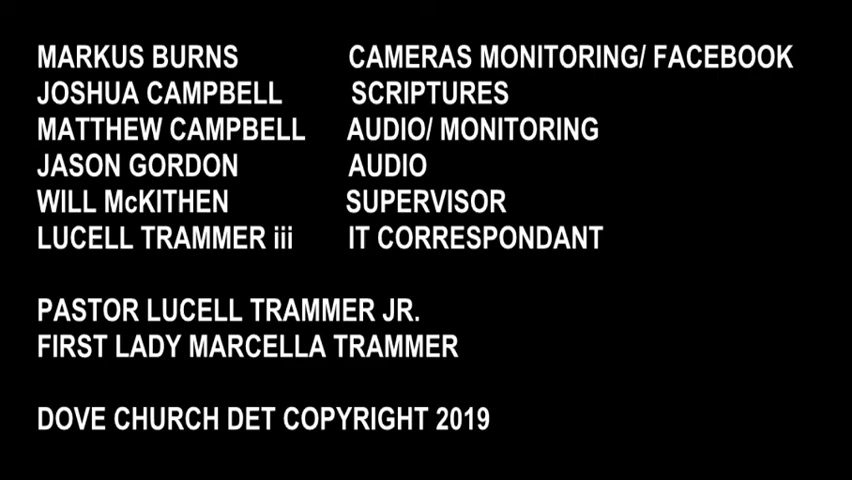 MARKUS BURNS CAMERAS MONITORING/ FACEBOOK
JOSHUA CAMPBELL SCRIPTURES
MATTHEW CAMPBELL AUDIO/ MONITORING
JASON GORDON AUDIO
WILL McKITHEN SUPERVISOR
LUCELL TRAMMER iii IT CORRESPONDANT
PASTOR LUCELL TRAMMER JR.
FIRST LADY MARCELLA TRAMMER
DOVE CHURCH DET COPYRIGHT 2019